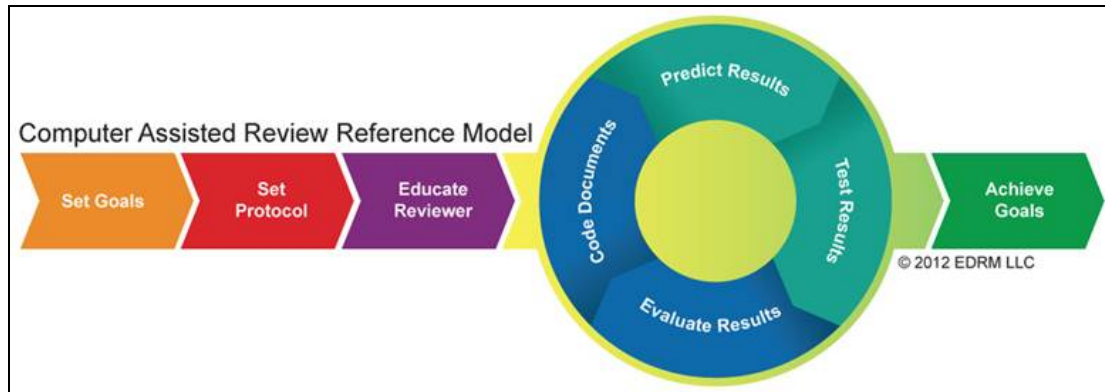 Computer Assisted Review Reference Model
Set Goals
Set
Protocol
Educate
Reviewer
Code Documents
Predict Results
Test Results
Evaluate Results
Achieve
Goals
© 2012 EDRM LLC